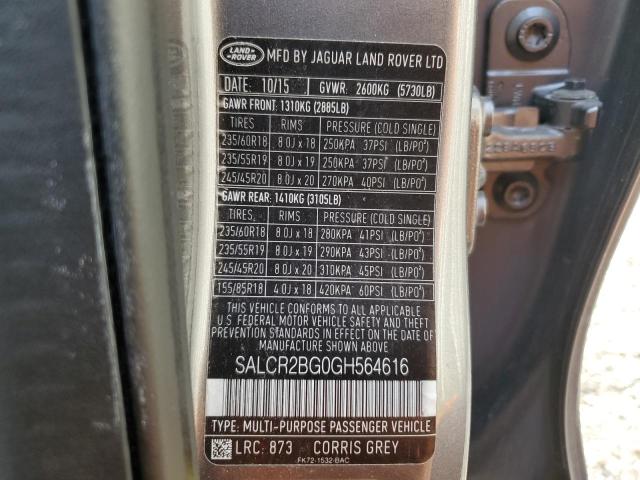 LAND-ROVER MFD BY JAGUAR LAND ROVER LTD
DATE: 10/15 GVWR: 2600KG (5730LB)
GAWR FRONT: 1310KG (2885LB)
TIRES RIMS PRESSURE (COLD SINGLE)
235/60R18 8.0J x 18 250KPA 37PSI (LB/PO²)
235/55R19 8.0J x 19 250KPA 37PSI (LB/PO²)
245/45R20 8.0J x 20 270KPA 40PSI (LB/PO²)
GAWR REAR: 1410KG (3105LB)
TIRES RIMS PRESSURE (COLD SINGLE)
235/60R18 8.0J x 18 280KPA 41PSI (LB/PO²)
235/55R19 8.0J x 19 290KPA 43PSI (LB/PO²)
245/45R20 8.0J x 20 310KPA 45PSI (LB/PO²)
155/85R18 4.0J x 18 420KPA 60PSI (LB/PO²)
THIS VEHICLE CONFORMS TO ALL APPLICABLE
U.S. FEDERAL MOTOR VEHICLE SAFETY AND THEFT
PREVENTION STANDARDS IN EFFECT ON THE DATE OF
MANUFACTURE SHOWN ABOVE.
SALCR2BG0GH564616
TYPE: MULTI-PURPOSE PASSENGER VEHICLE
LRC: 873 CORRIS GREY
FK72-1532-BAC